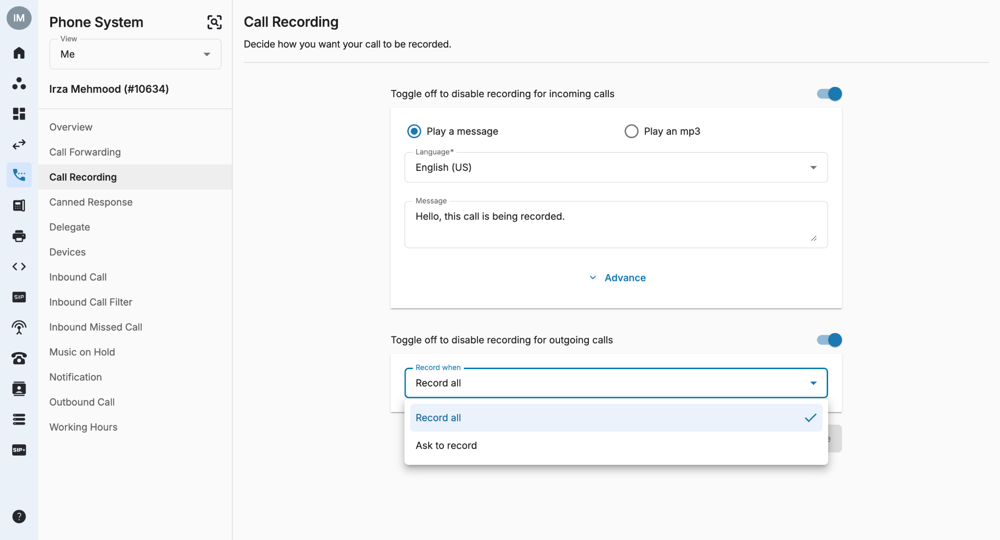 IM
Phone System
View
Me
Irza Mehmood (#10634)
Overview
Call Forwarding
Call Recording
Canned Response
Delegate
Devices
Inbound Call
Inbound Call Filter
Inbound Missed Call
Music on Hold
Notification
Outbound Call
Working Hours
SIP
SIP+
?
Call Recording
Decide how you want your call to be recorded.
Toggle off to disable recording for incoming calls
Play a message
Play an mp3
Language*
English (US)
Message
Hello, this call is being recorded.
Advance
Toggle off to disable recording for outgoing calls
Record when
Record all
Record all
Ask to record